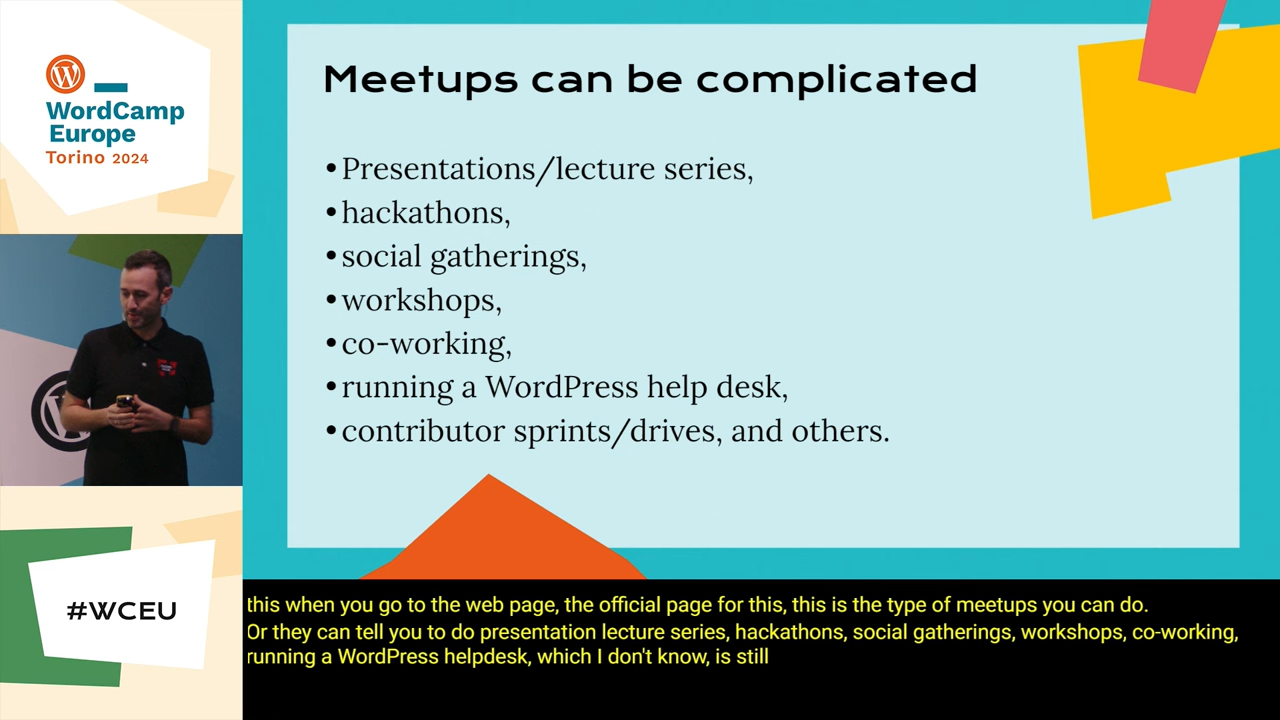 WordCamp
Europe
Torino 2024
Meetups can be complicated
•Presentations/lecture series,
•hackathons,
•social gatherings,
•workshops,
•co-working,
•running a WordPress help desk,
•contributor sprints/drives, and others.
#WCEU
this when you go to the web page, the official page for this, this is the type of meetups you can do.
Or they can tell you to do presentation lecture series, hackathons, social gatherings, workshops, co-working,
running a WordPress helpdesk, which I don't know, is still